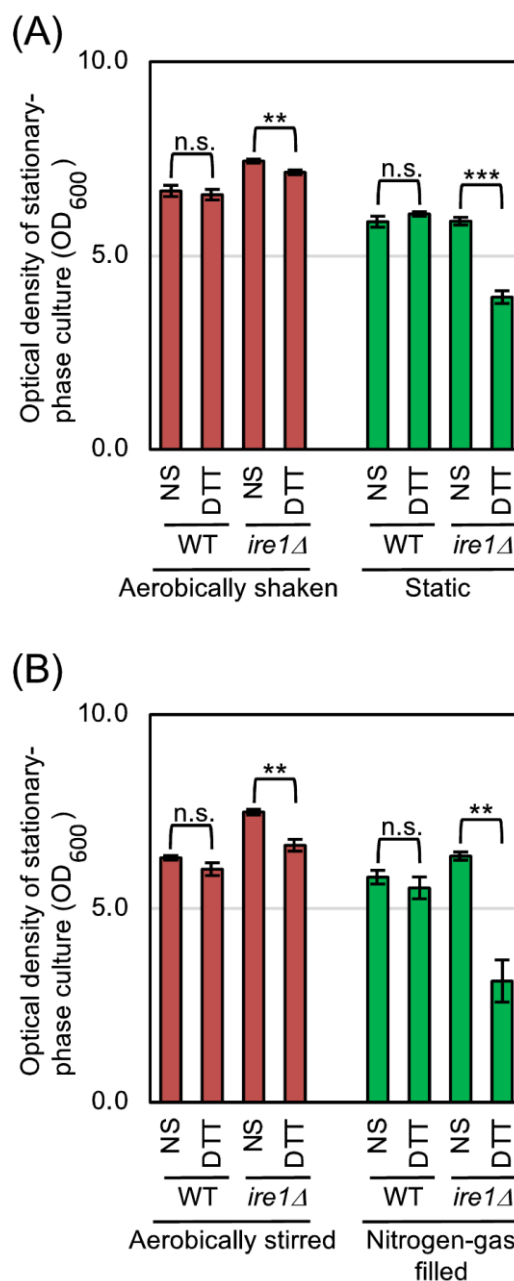 (A)
Optical density of stationary-
phase culture (OD600)
10.0
5.0
0.0
n.s.
**
n.s.
***
NS
DTT
NS
DTT
NS
DTT
NS
DTT
WT
ire1Δ
WT
ire1Δ
Aerobically shaken
Static
(B)
Optical density of stationary-
phase culture (OD600)
10.0
5.0
0.0
n.s.
**
n.s.
**
NS
DTT
NS
DTT
NS
DTT
NS
DTT
WT
ire1Δ
WT
ire1Δ
Aerobically stirred
Nitrogen-gas
filled